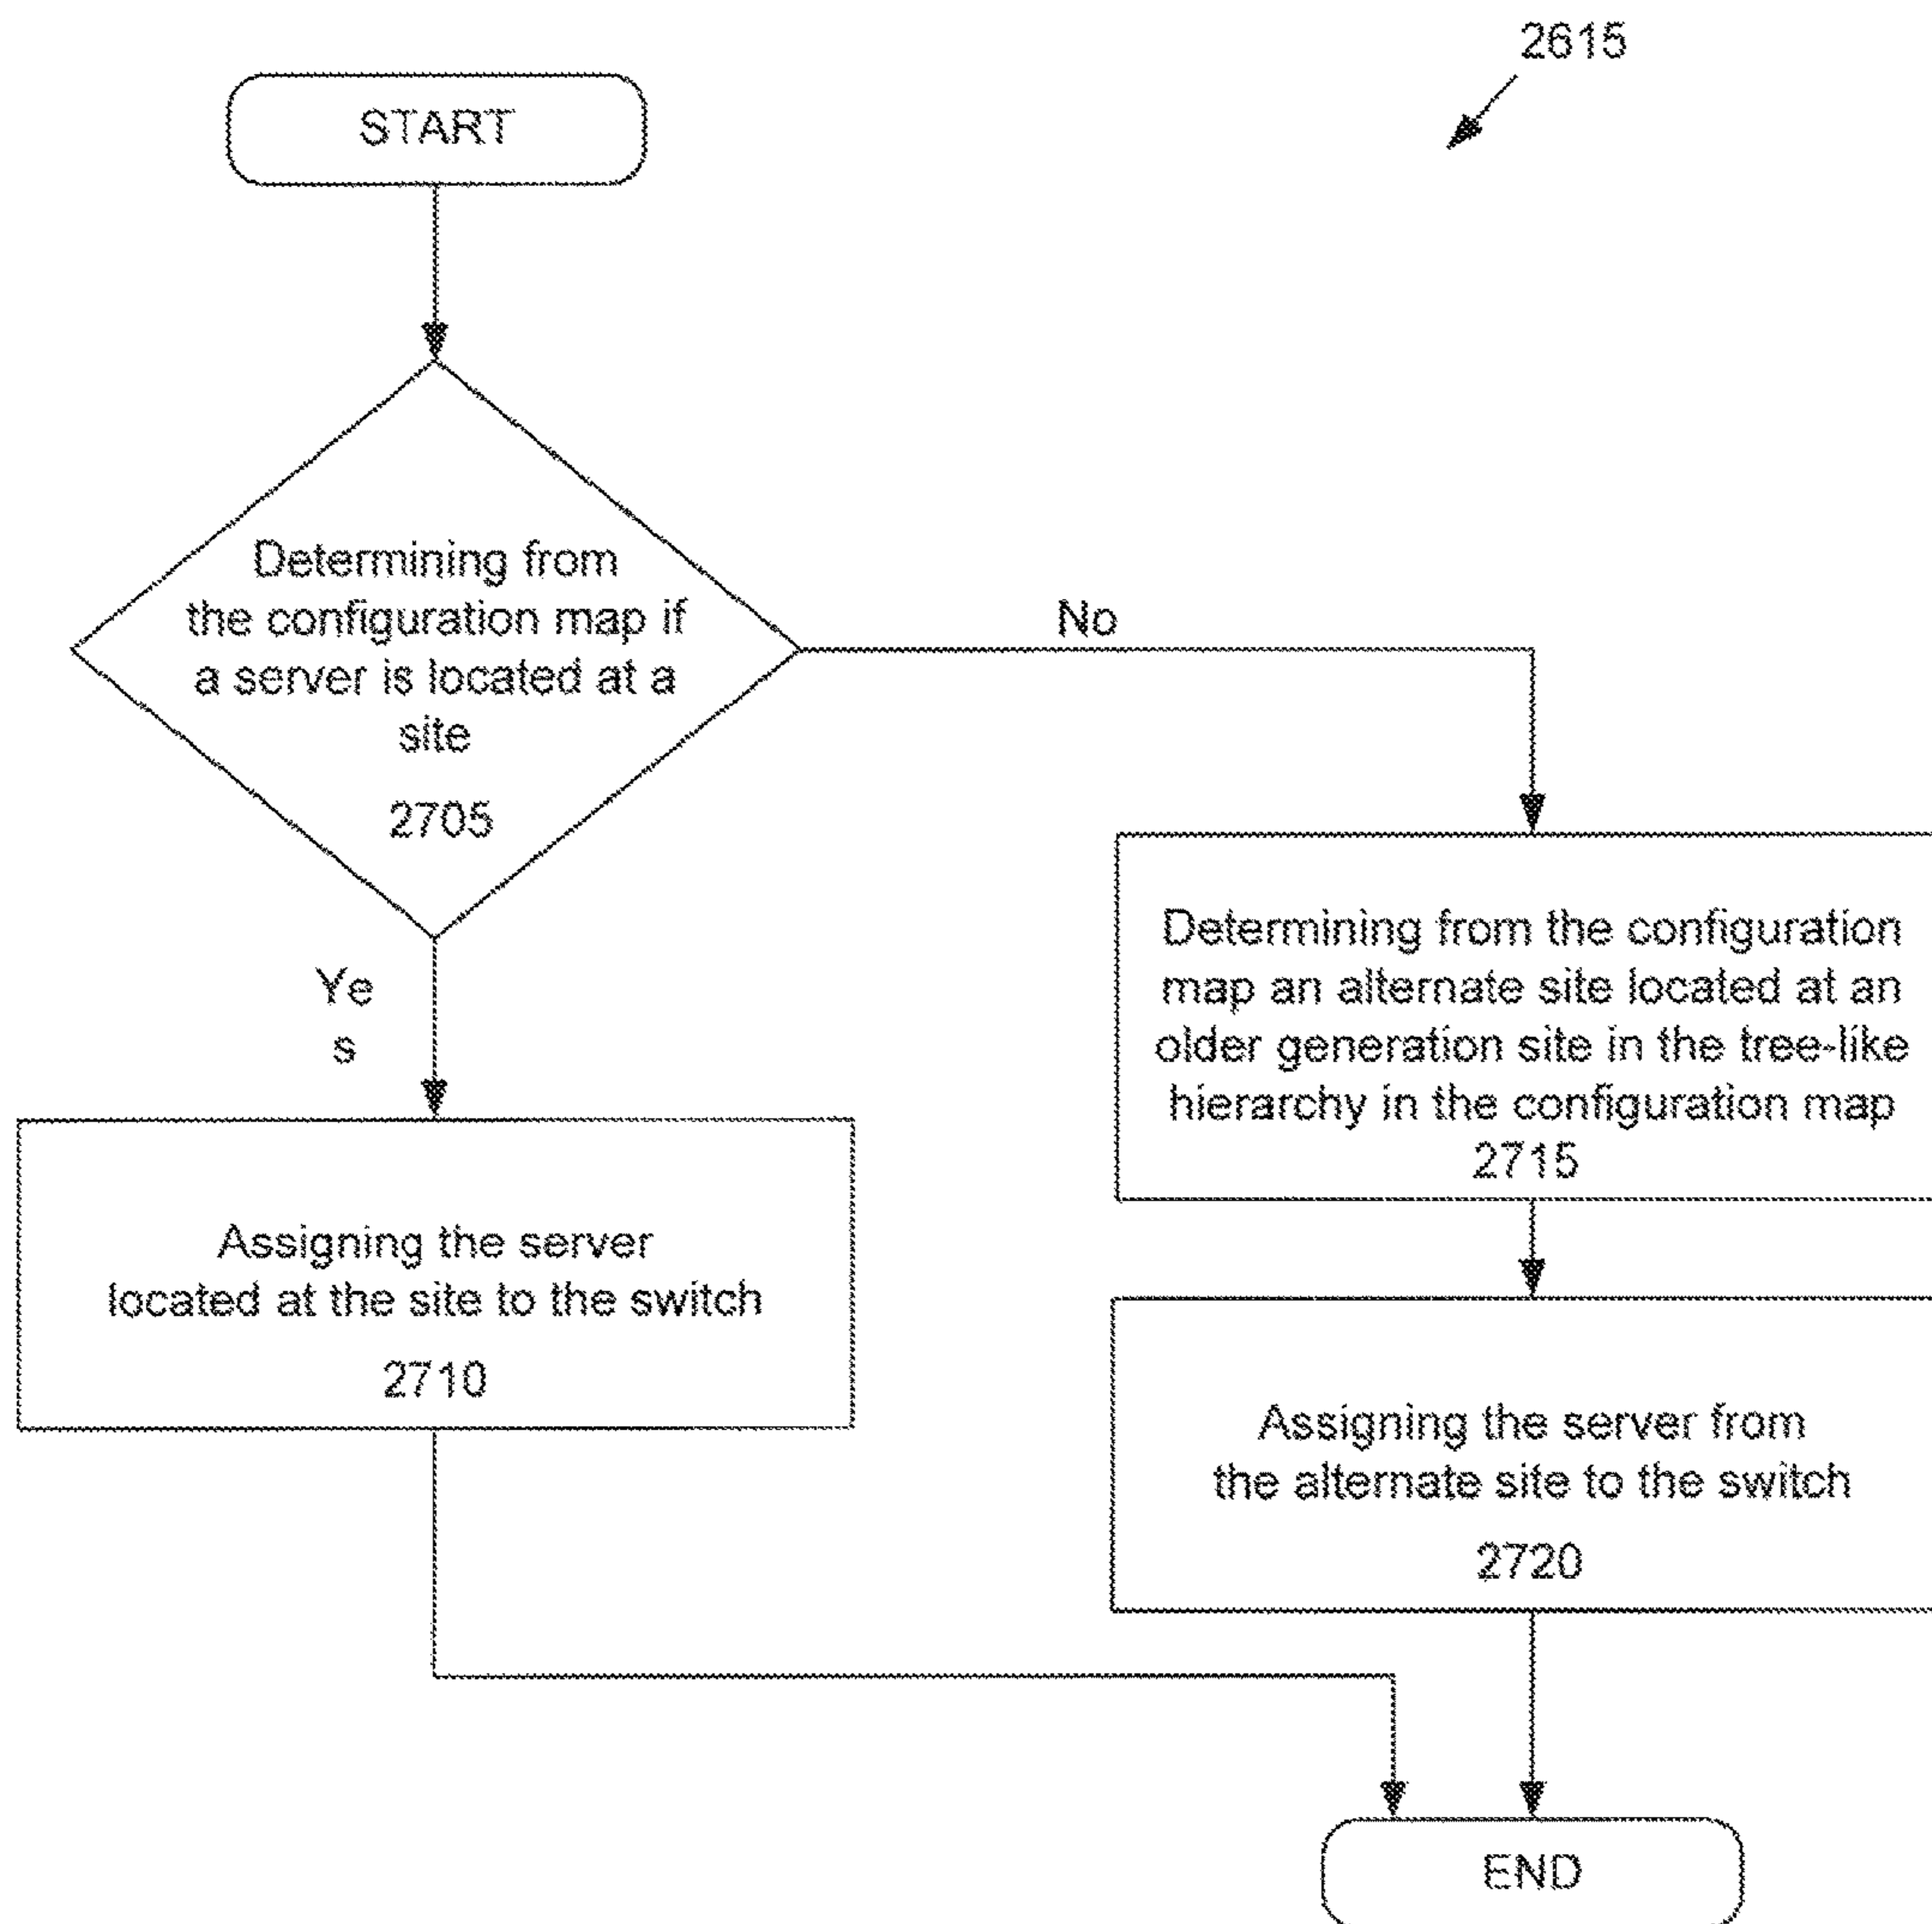 2615
START
Determining from
the configuration map if
a server is located at a
site
2705
No
Ye
s
Determining from the configuration
map an alternate site located at an
older generation site in the tree-like
hierarchy in the configuration map
2715
Assigning the server
located at the site to the switch
2710
Assigning the server from
the alternate site to the switch
2720
END